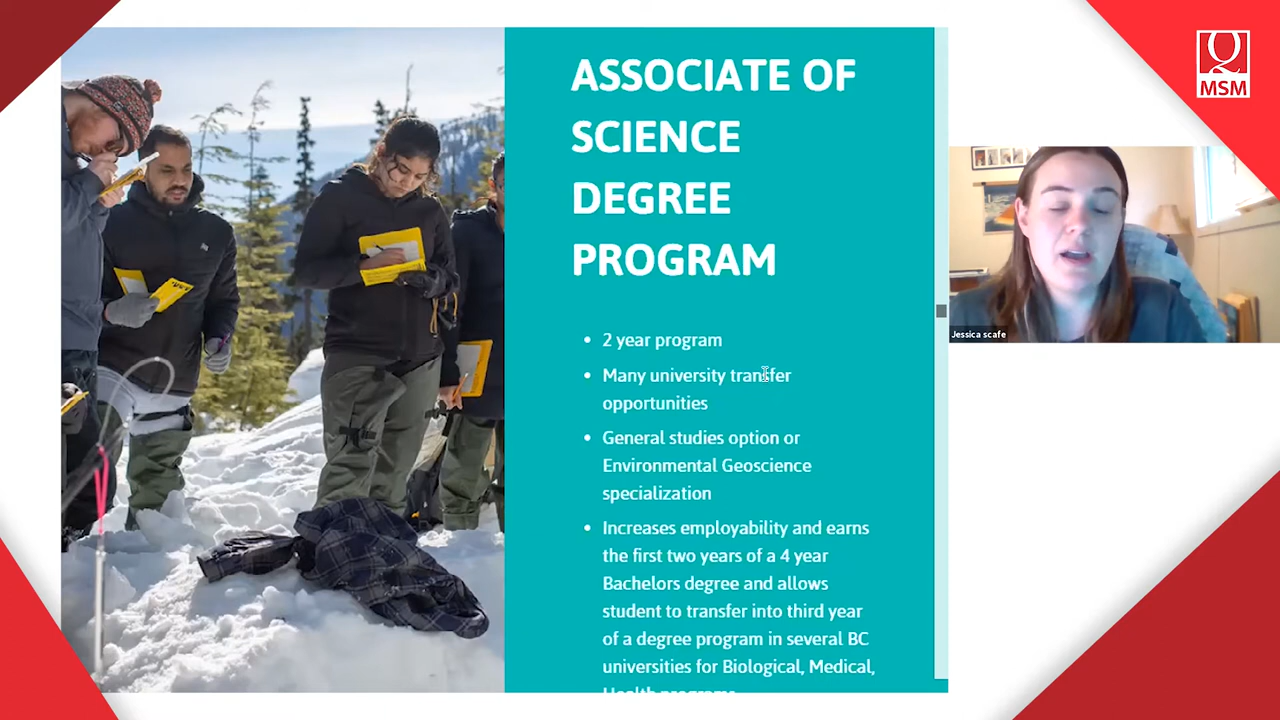 ASSOCIATE OF
SCIENCE
DEGREE
PROGRAM
• 2 year program
• Many university transfer
opportunities
• General studies option or
Environmental Geoscience
specialization
• Increases employability and earns
the first two years of a 4 year
Bachelors degree and allows
student to transfer into third year
of a degree program in several BC
universities for Biological, Medical,
Health programs
Q
MSM
Jessica scafe